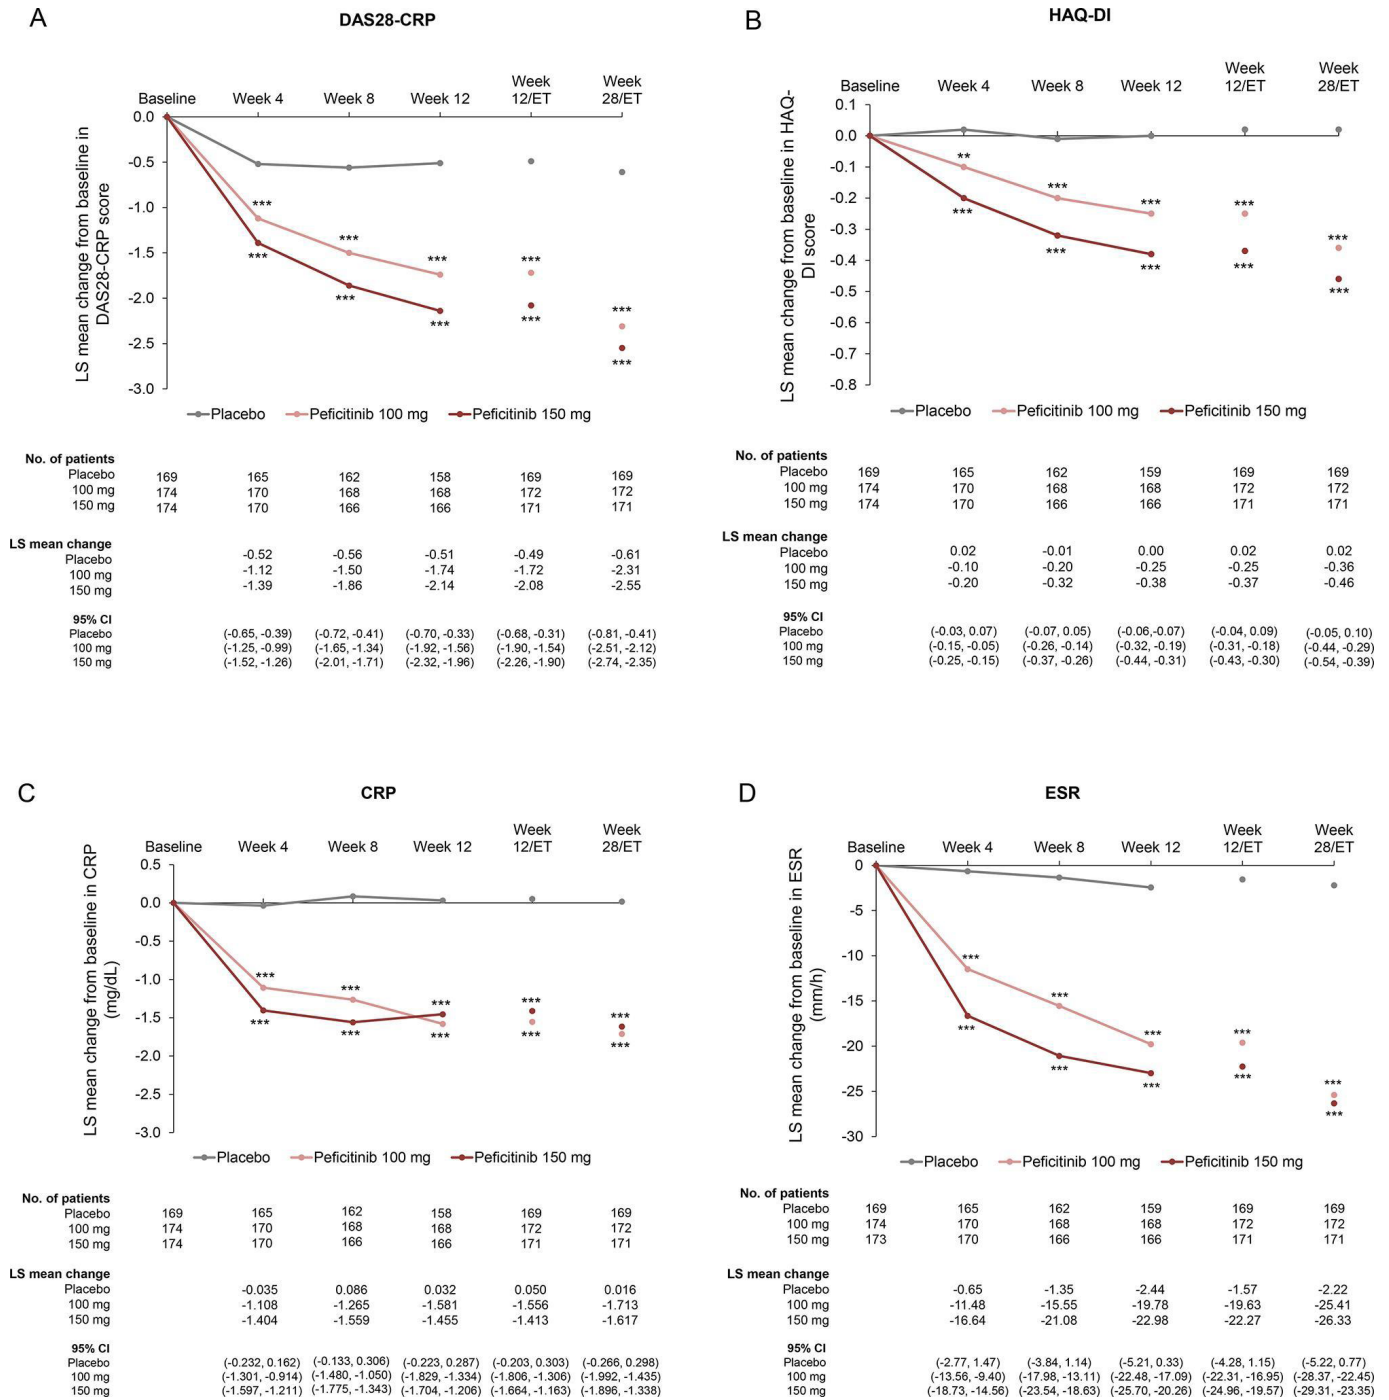 A
DAS28-CRP
Baseline Week 4 Week 8 Week 12 Week 12/ET Week 28/ET
LS mean change from baseline in DAS28-CRP score
0.0
-0.5
-1.0
-1.5
-2.0
-2.5
-3.0
*** *** *** *** ***
*** *** *** *** ***
Placebo Peficitinib 100 mg Peficitinib 150 mg
No. of patients
Placebo 169 165 162 158 169 169
100 mg 174 170 168 168 172 172
150 mg 174 170 166 166 171 171
LS mean change
Placebo -0.52 -0.56 -0.51 -0.49 -0.61
100 mg -1.12 -1.50 -1.74 -1.72 -2.31
150 mg -1.39 -1.86 -2.14 -2.08 -2.55
95% CI
Placebo (-0.65, -0.39) (-0.72, -0.41) (-0.70, -0.33) (-0.68, -0.31) (-0.81, -0.41)
100 mg (-1.25, -0.99) (-1.65, -1.34) (-1.92, -1.56) (-1.90, -1.54) (-2.51, -2.12)
150 mg (-1.52, -1.26) (-2.01, -1.71) (-2.32, -1.96) (-2.26, -1.90) (-2.74, -2.35)
B
HAQ-DI
Baseline Week 4 Week 8 Week 12 Week 12/ET Week 28/ET
LS mean change from baseline in HAQ-DI score
0.1
0.0
-0.1
-0.2
-0.3
-0.4
-0.5
-0.6
-0.7
-0.8
** *** *** *** ***
*** *** *** *** ***
Placebo Peficitinib 100 mg Peficitinib 150 mg
No. of patients
Placebo 169 165 162 159 169 169
100 mg 174 170 168 168 172 172
150 mg 174 170 166 166 171 171
LS mean change
Placebo 0.02 -0.01 0.00 0.02 0.02
100 mg -0.10 -0.20 -0.25 -0.25 -0.36
150 mg -0.20 -0.32 -0.38 -0.37 -0.46
95% CI
Placebo (-0.03, 0.07) (-0.07, 0.05) (-0.06,-0.07) (-0.04, 0.09) (-0.05, 0.10)
100 mg (-0.15, -0.05) (-0.26, -0.14) (-0.32, -0.19) (-0.31, -0.18) (-0.44, -0.29)
150 mg (-0.25, -0.15) (-0.37, -0.26) (-0.44, -0.31) (-0.43, -0.30) (-0.54, -0.39)
C
CRP
Baseline Week 4 Week 8 Week 12 Week 12/ET Week 28/ET
LS mean change from baseline in CRP (mg/dL)
0.5
0.0
-0.5
-1.0
-1.5
-2.0
-2.5
-3.0
*** *** *** *** ***
*** *** *** *** ***
Placebo Peficitinib 100 mg Peficitinib 150 mg
No. of patients
Placebo 169 165 162 158 169 169
100 mg 174 170 168 168 172 172
150 mg 174 170 166 166 171 171
LS mean change
Placebo -0.035 0.086 0.032 0.050 0.016
100 mg -1.108 -1.265 -1.581 -1.556 -1.713
150 mg -1.404 -1.559 -1.455 -1.413 -1.617
95% CI
Placebo (-0.232, 0.162) (-0.133, 0.306) (-0.223, 0.287) (-0.203, 0.303) (-0.266, 0.298)
100 mg (-1.301, -0.914) (-1.480, -1.050) (-1.829, -1.334) (-1.806, -1.306) (-1.992, -1.435)
150 mg (-1.597, -1.211) (-1.775, -1.343) (-1.704, -1.206) (-1.664, -1.163) (-1.896, -1.338)
D
ESR
Baseline Week 4 Week 8 Week 12 Week 12/ET Week 28/ET
LS mean change from baseline in ESR (mm/h)
0
-5
-10
-15
-20
-25
-30
*** *** *** *** ***
*** *** *** *** ***
Placebo Peficitinib 100 mg Peficitinib 150 mg
No. of patients
Placebo 169 165 162 159 169 169
100 mg 174 170 168 168 172 172
150 mg 173 170 166 166 171 171
LS mean change
Placebo -0.65 -1.35 -2.44 -1.57 -2.22
100 mg -11.48 -15.55 -19.78 -19.63 -25.41
150 mg -16.64 -21.08 -22.98 -22.27 -26.33
95% CI
Placebo (-2.77, 1.47) (-3.84, 1.14) (-5.21, 0.33) (-4.28, 1.15) (-5.22, 0.77)
100 mg (-13.56, -9.40) (-17.98, -13.11) (-22.48, -17.09) (-22.31, -16.95) (-28.37, -22.45)
150 mg (-18.73, -14.56) (-23.54, -18.63) (-25.70, -20.26) (-24.96, -19.57) (-29.31, -23.35)